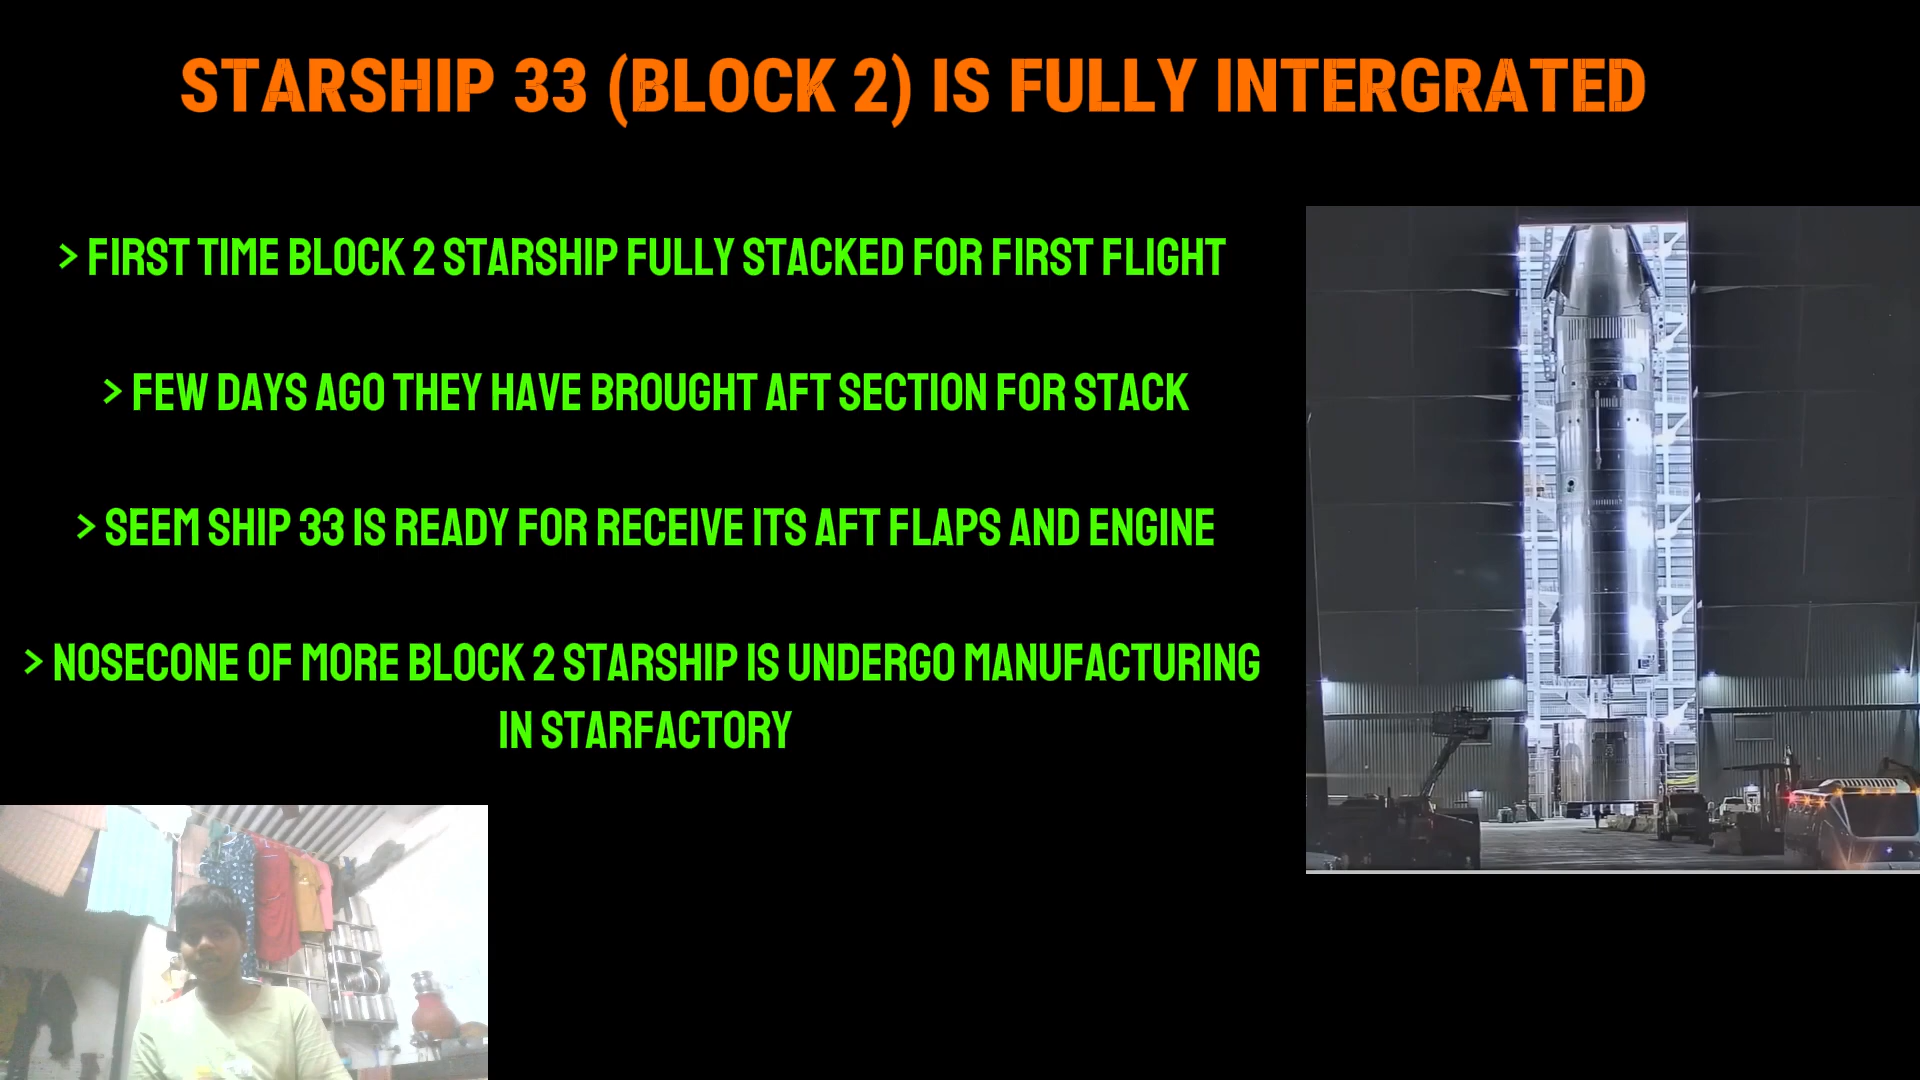 STARSHIP 33 (BLOCK 2) IS FULLY INTERGRATED
> FIRST TIME BLOCK 2 STARSHIP FULLY STACKED FOR FIRST FLIGHT
> FEW DAYS AGO THEY HAVE BROUGHT AFT SECTION FOR STACK
> SEEM SHIP 33 IS READY FOR RECEIVE ITS AFT FLAPS AND ENGINE
> NOSECONE OF MORE BLOCK 2 STARSHIP IS UNDERGO MANUFACTURING
IN STARFACTORY